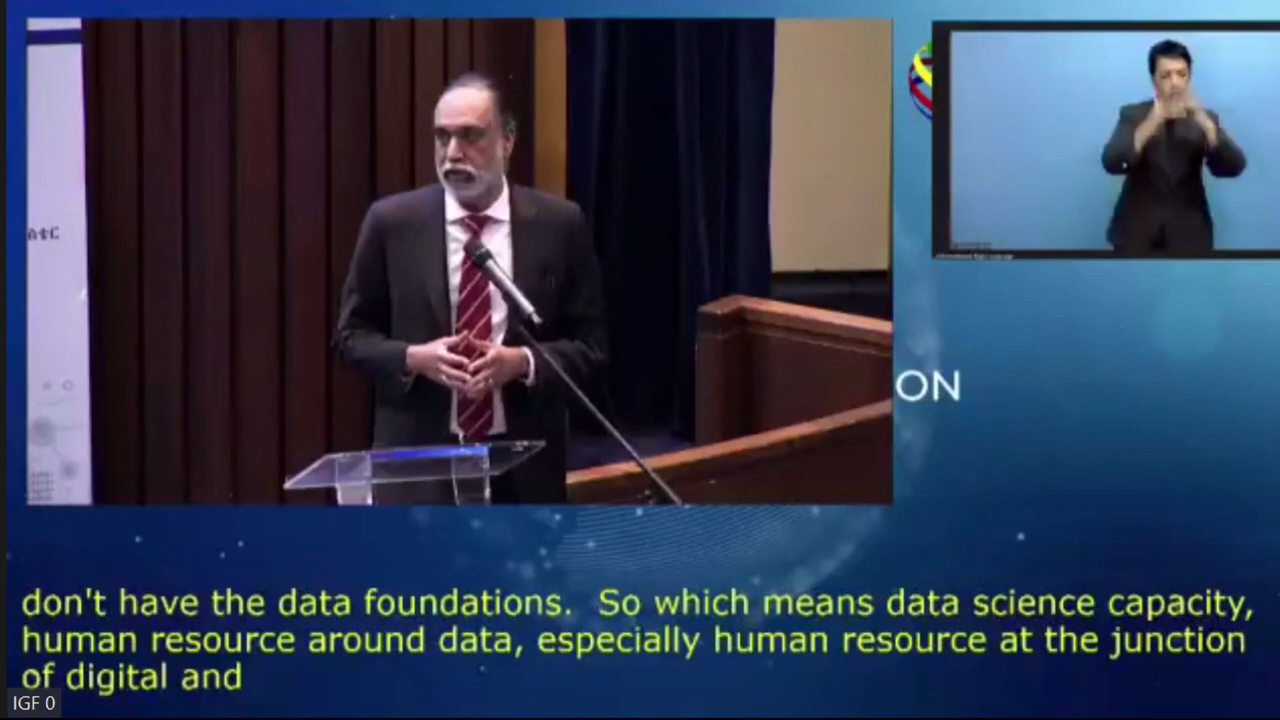 ON
don't have the data foundations.  So which means data science capacity,
human resource around data, especially human resource at the junction
of digital and
IGF 0